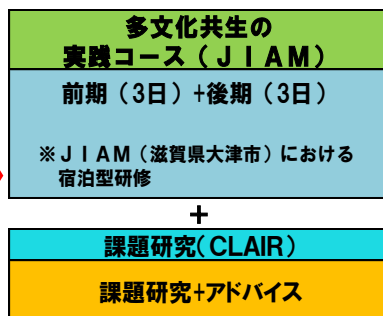 多文化共生の
実践コース(JIAM)
前期(3日)+後期(3日)
※JIAM(滋賀県大津市)における
宿泊型研修
+
課題研究(CLAIR)
課題研究+アドバイス